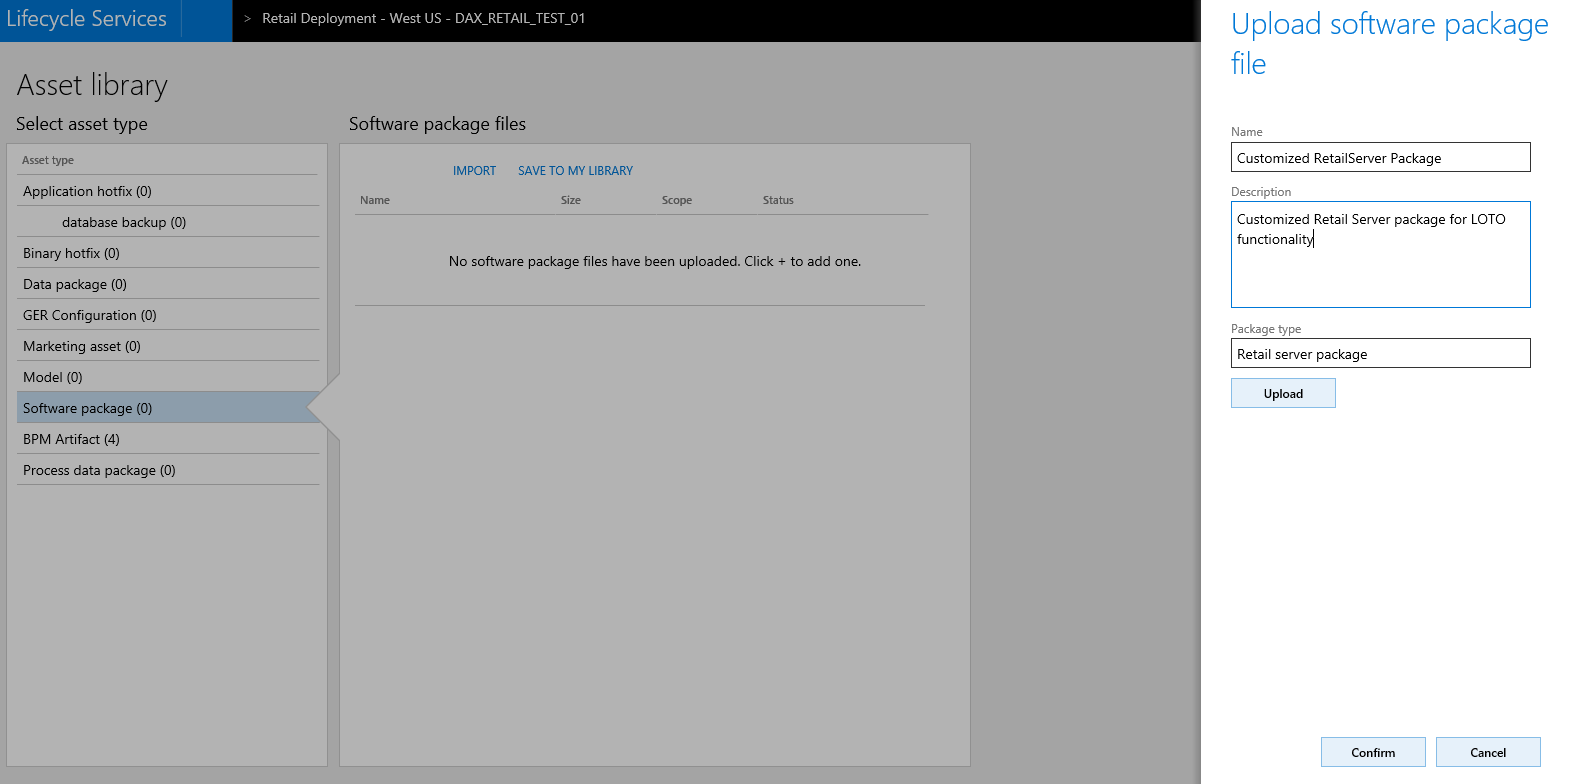 Lifecycle Services
> Retail Deployment - West US - DAX_RETAIL_TEST_01
Asset library
Select asset type
Asset type
Application hotfix (0)
database backup (0)
Binary hotfix (0)
Data package (0)
GER Configuration (0)
Marketing asset (0)
Model (0)
Software package (0)
BPM Artifact (4)
Process data package (0)
Software package files
IMPORT SAVE TO MY LIBRARY
Name Size Scope Status
No software package files have been uploaded. Click + to add one.
Upload software package
file
Name
Customized RetailServer Package
Description
Customized Retail Server package for LOTO
functionality
Package type
Retail server package
Upload
Confirm Cancel